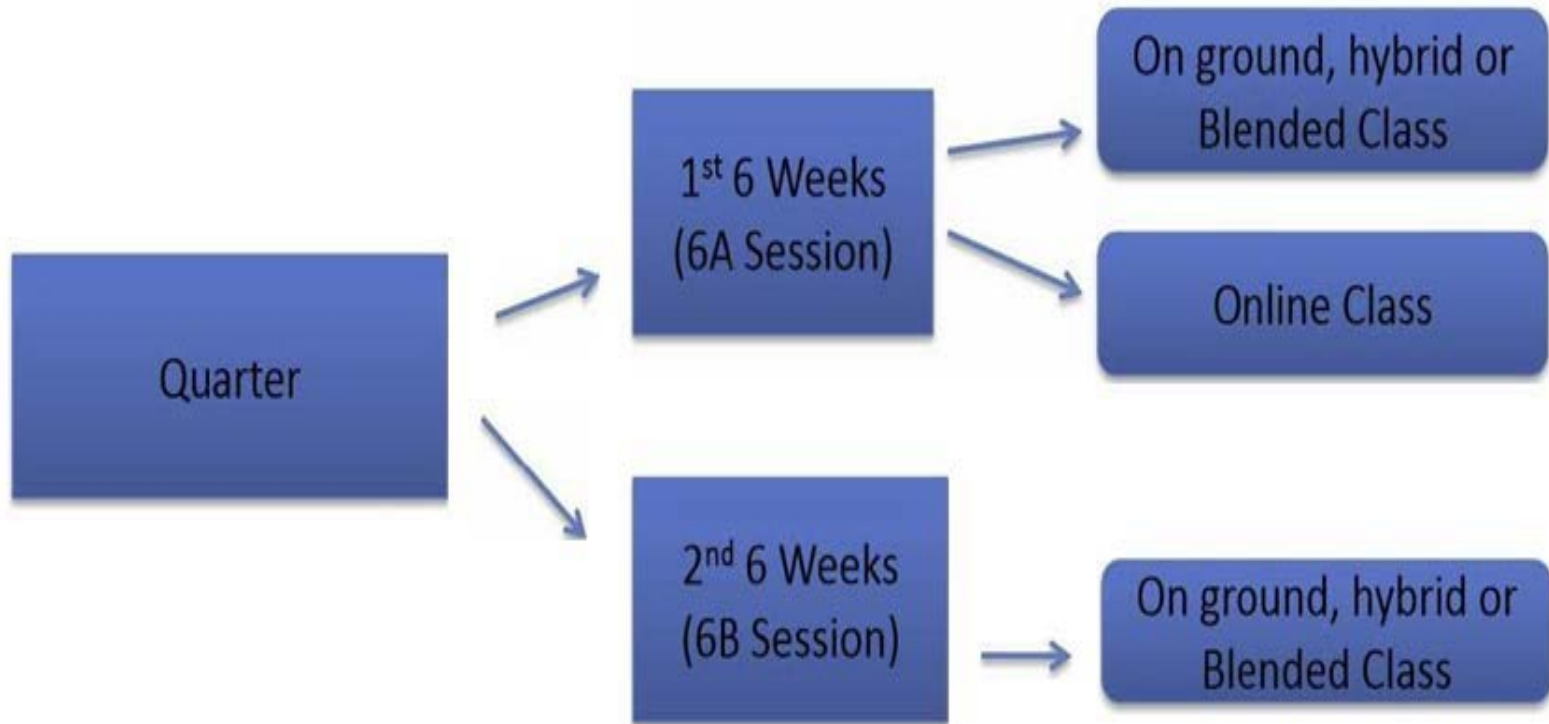 Quarter
1st 6 Weeks
(6A Session)
On ground, hybrid or
Blended Class
Online Class
2nd 6 Weeks
(6B Session)
On ground, hybrid or
Blended Class